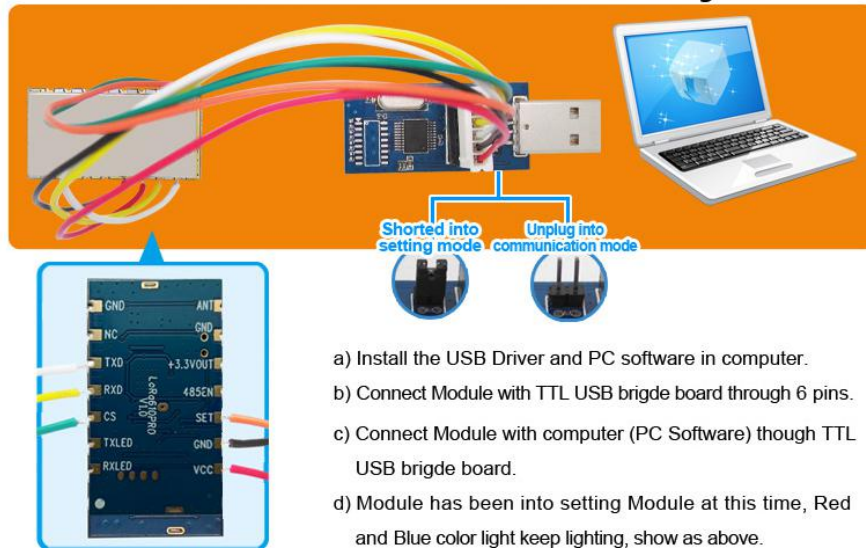 Shorted into
setting mode
Unplug into
communication mode
GND
ANT
NC
GND
TXD
+3.3VOUT
RXD
485EN
CS
SET
TXLED
GND
RXLED
VCC
LoRa610PRO
a) Install the USB Driver and PC software in computer.
b) Connect Module with TTL USB brigde board through 6 pins.
c) Connect Module with computer (PC Software) though TTL
USB brigde board.
d) Module has been into setting Module at this time, Red
and Blue color light keep lighting, show as above.